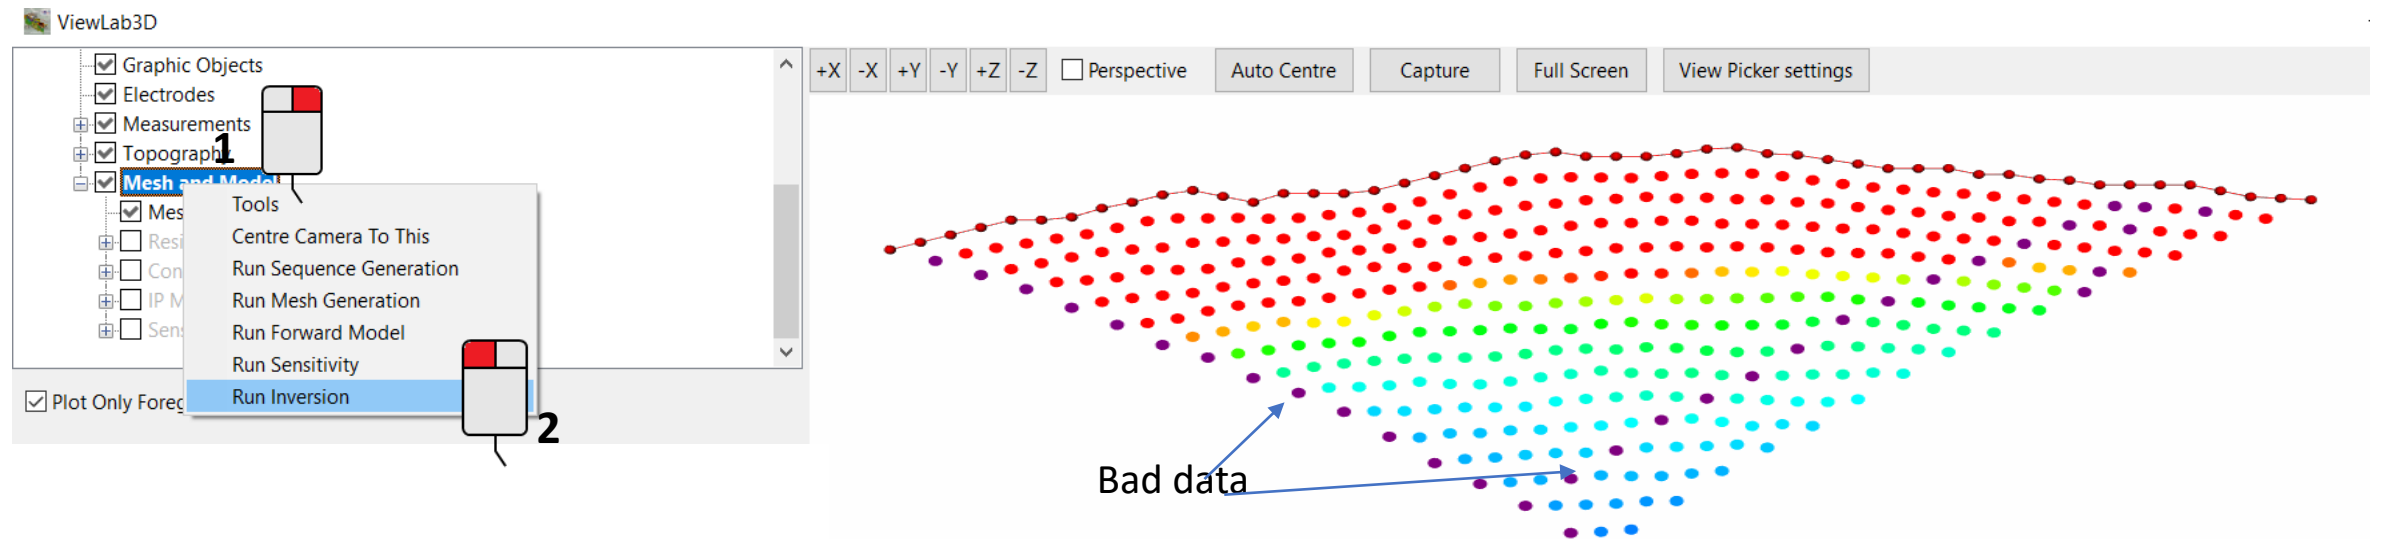 ViewLab3D
Graphic Objects
Electrodes
Measurements
Topography
1
Mesh and Model
Mes
Resi
Con
IP M
Sens
Tools
Centre Camera To This
Run Sequence Generation
Run Mesh Generation
Run Forward Model
Run Sensitivity
Run Inversion
2
Plot Only Foreg
+X -X +Y -Y +Z -Z Perspective Auto Centre Capture Full Screen View Picker settings
Bad data